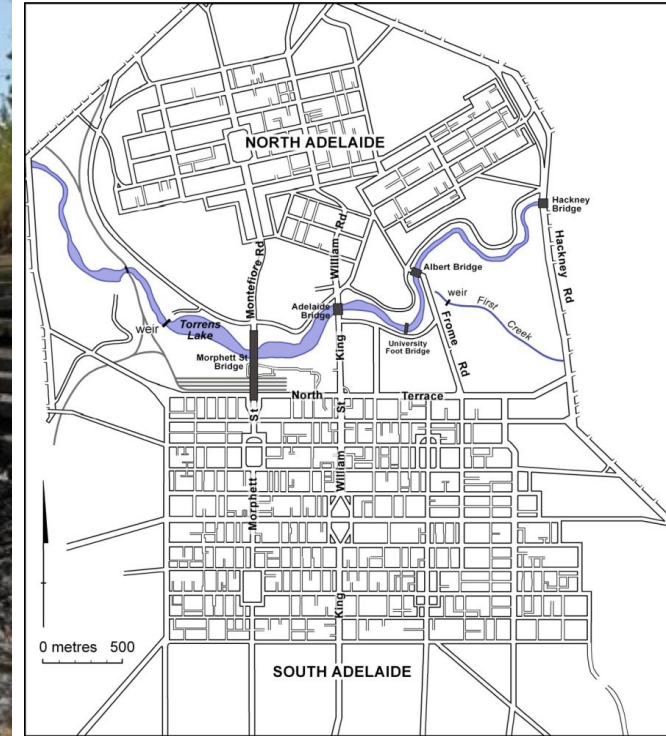 NORTH ADELAIDE
Hackney
Bridge
Hackney Rd
Montefiore Rd
King William Rd
Albert Bridge
weir
First Creek
Adelaide
Bridge
Frome Rd
Torrens
Lake
weir
University
Foot Bridge
Morphett St
Bridge
North Terrace
Morphett St
King William St
King
0 metres 500
SOUTH ADELAIDE